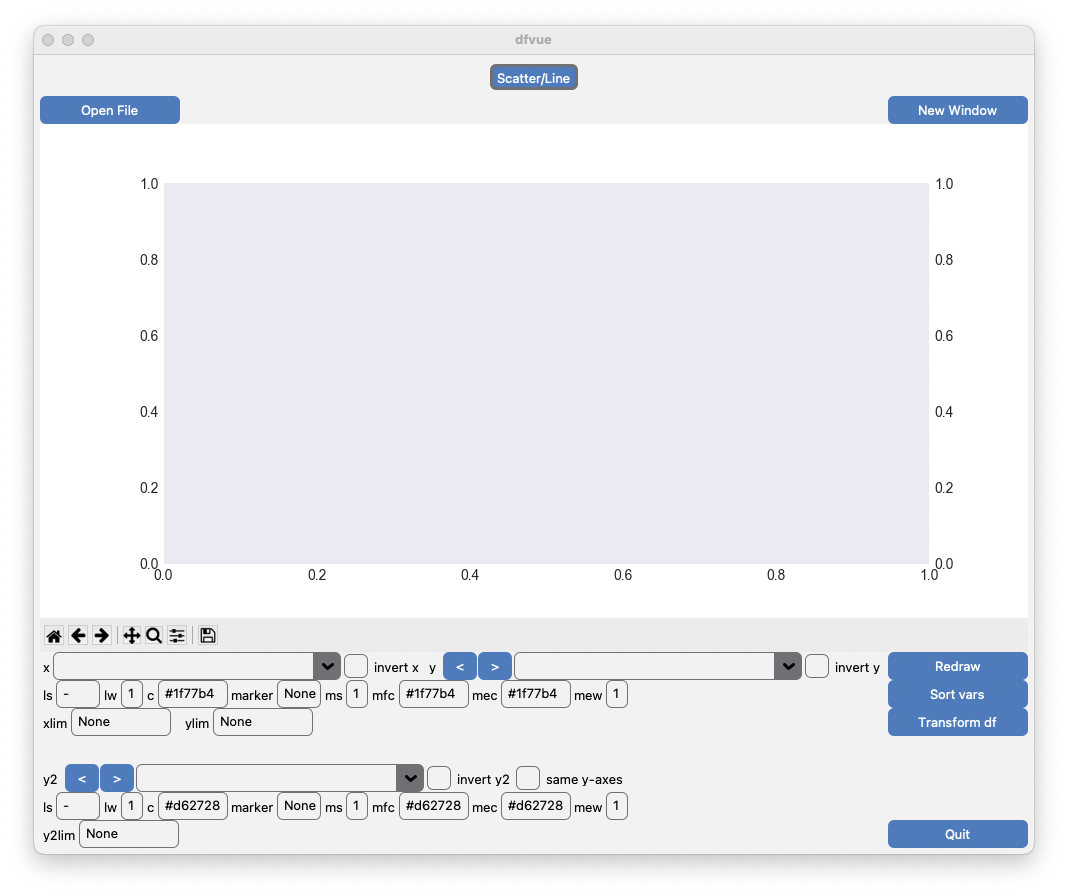 dfvue
Scatter/Line
Open File New Window
1.0 1.0
0.8 0.8
0.6 0.6
0.4 0.4
0.2 0.2
0.0 0.0
0.0 0.2 0.4 0.6 0.8 1.0
x invert x y < > invert y Redraw
ls - lw 1 c #1f77b4 marker None ms 1 mfc #1f77b4 mec #1f77b4 mew 1 Sort vars
xlim None ylim None Transform df
y2 < > invert y2 same y-axes
ls - lw 1 c #d62728 marker None ms 1 mfc #d62728 mec #d62728 mew 1
y2lim None Quit